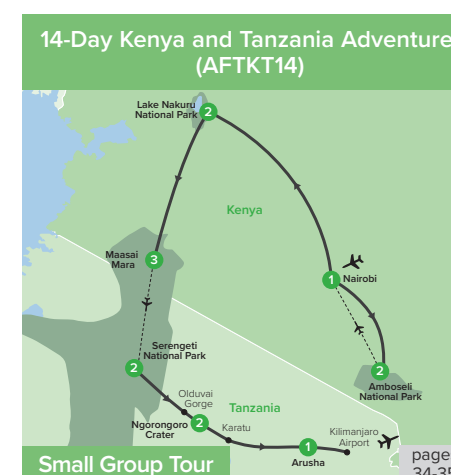 14-Day Kenya and Tanzania Adventure
(AFTKT14)
Lake Nakuru
National Park
2
Kenya
Maasai
Mara
3
1
Nairobi
Serengeti
National Park
2
2
Amboseli
National Park
Olduvai
Gorge
Tanzania
Ngorongoro
Crater
2
Karatu
Kilimanjaro
Airport
1
Arusha
Small Group Tour
page
34-35